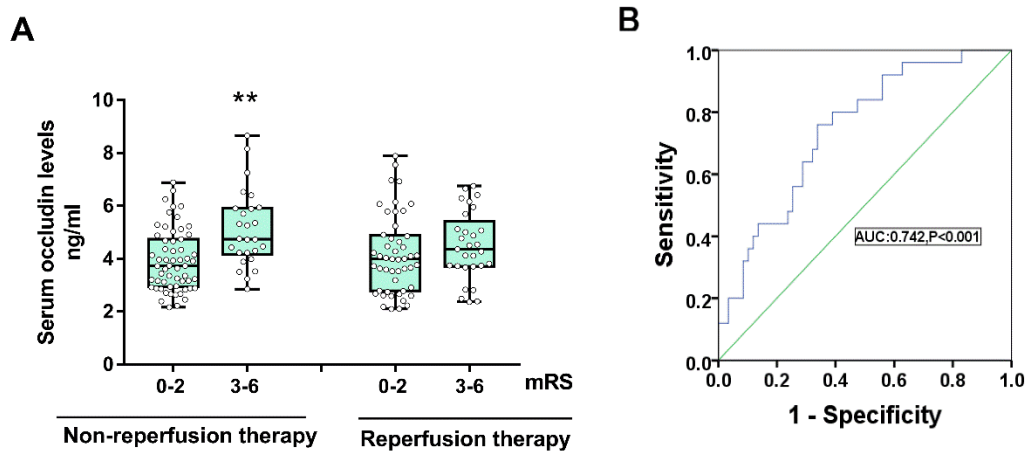 A
Serum occludin levels
ng/ml
10
8
6
4
2
0
**
0-2
3-6
0-2
3-6
mRS
Non-reperfusion therapy
Reperfusion therapy
B
Sensitivity
1.0
0.8
0.6
0.4
0.2
0.0
AUC:0.742,P<0.001
0.0
0.2
0.4
0.6
0.8
1.0
1 - Specificity